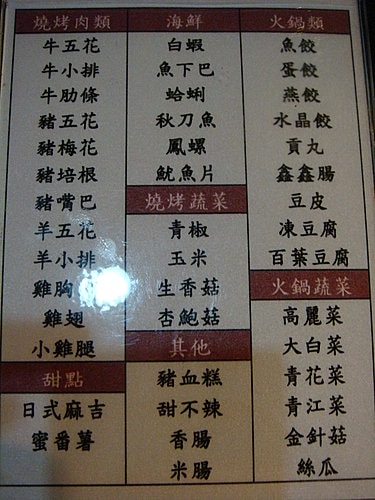 燒烤肉類
牛五花
牛小排
牛肋條
豬五花
豬梅花
豬培根
豬嘴巴
羊五花
羊小排
雞胸
雞翅
小雞腿
甜點
日式麻吉
蜜番薯
海鮮
白蝦
魚下巴
蛤蜊
秋刀魚
鳳螺
魷魚片
燒烤蔬菜
青椒
玉米
生香菇
杏鮑菇
其他
豬血糕
甜不辣
香腸
米腸
火鍋類
魚餃
蛋餃
燕餃
水晶餃
貢丸
鑫鑫腸
豆皮
凍豆腐
百葉豆腐
火鍋蔬菜
高麗菜
大白菜
青花菜
青江菜
金針菇
絲瓜